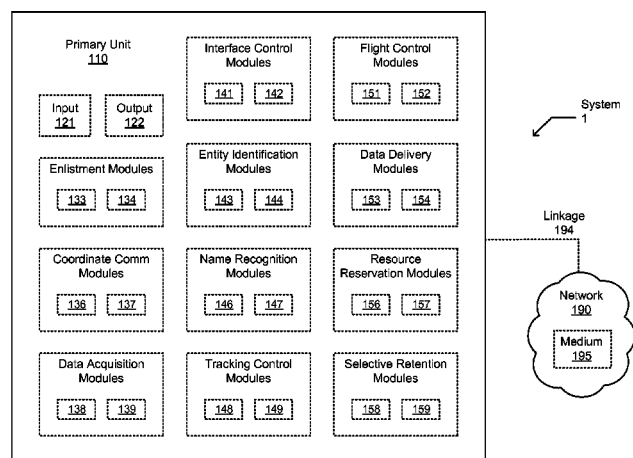 Primary Unit
110
Input
121
Output
122
Interface Control
Modules
141 142
Flight Control
Modules
151 152
Enlistment Modules
133 134
Entity Identification
Modules
143 144
Data Delivery
Modules
153 154
Coordinate Comm
Modules
136 137
Name Recognition
Modules
146 147
Resource
Reservation Modules
156 157
Data Acquisition
Modules
138 139
Tracking Control
Modules
148 149
Selective Retention
Modules
158 159
System
1
Linkage
194
Network
190
Medium
195